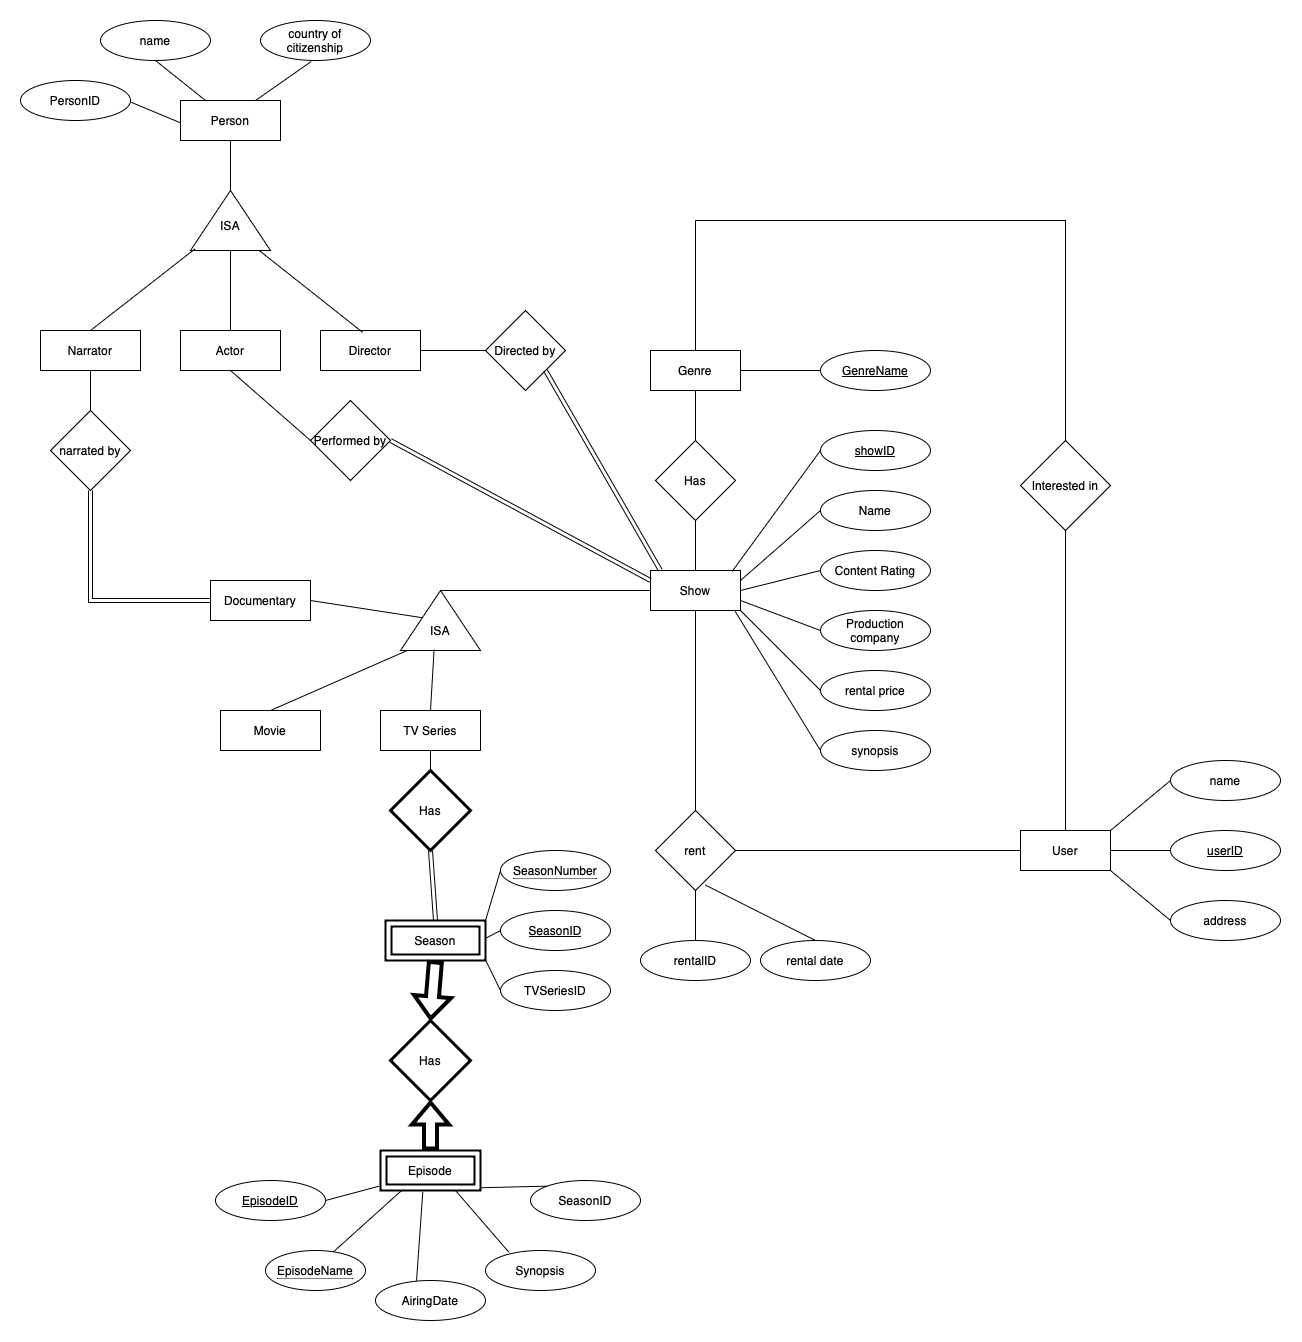 name
country of
citizenship
PersonID
Person
ISA
Narrator
Actor
Director
Directed by
Genre
GenreName
narrated by
Performed by
Has
showID
Name
Interested in
Content Rating
Documentary
Show
ISA
Production
company
rental price
Movie
TV Series
synopsis
name
Has
rent
User
userID
SeasonNumber
address
Season
SeasonID
rentalID
rental date
TVSeriesID
Has
Episode
EpisodeID
SeasonID
EpisodeName
Synopsis
AiringDate